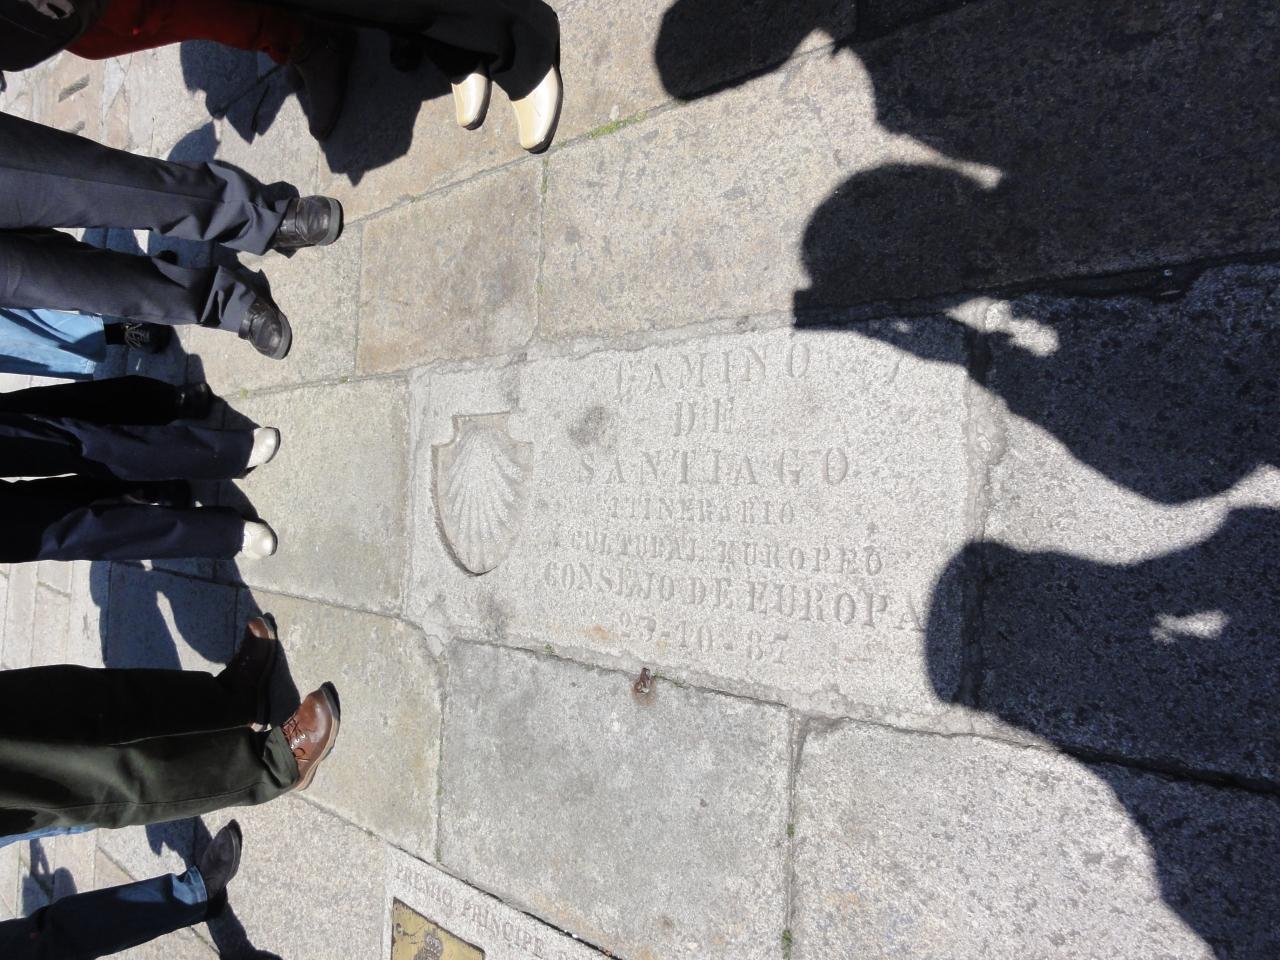 CAMINO
DE
SANTIAGO
ITINERARIO
CULTURAL EUROPEO
CONSEJO DE EUROPA
23-10-87
PREMIO PRINCIPE